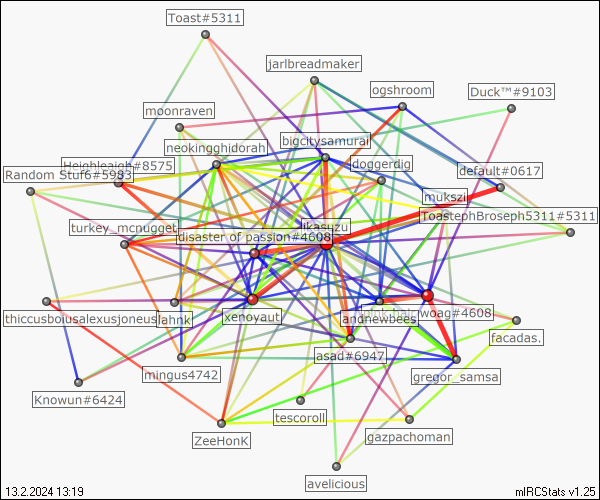 Toast#5311
jarlbreadmaker
ogshroom
Duck™#9103
moonraven
bigcitysamurai
neokingghidorah
doggerdig
Heighleigh#8575
default#0617
Random Stuf6#5983
mukszi
ToastephBroseph5311#5311
turkey_mcnugget
likasuzu
disaster of passion#4608
thiccusboiusalexusjoneus
lahnk
xenoyaut
andnewbees
woag#4608
facadas.
asad#6947
mingus4742
gregor_samsa
Knowun#6424
tescoroll
gazpachoman
ZeeHonK
avelicious
13.2.2024 13:19
mIRCStats v1.25